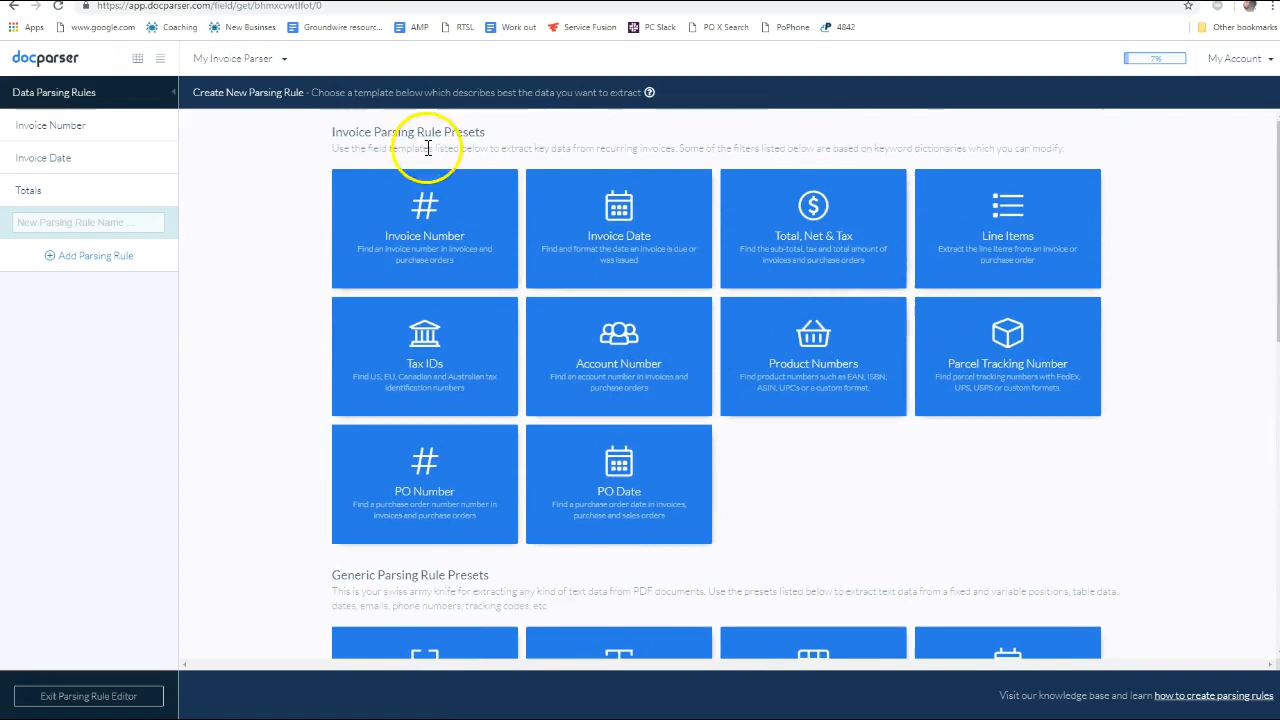 https://app.docparser.com/field/get/bhmxcvwtlfot/0
Apps
www.google.com
Coaching
New Businses
Groundwire resourc...
AMP
RTSL
Work out
Service Fusion
PC Slack
PO X Search
PoPhone
4842
Other bookmarks
docparser
My Invoice Parser
7%
My Account
Data Parsing Rules
Create New Parsing Rule - Choose a template below which describes best the data you want to extract
Invoice Number
Invoice Date
Totals
New Parsing Rule Name ...
Add Parsing Rule
Invoice Parsing Rule Presets
Use the field templates listed below to extract key data from recurring invoices. Some of the filters listed below are based on keyword dictionaries which you can modify.
Invoice Number
Find an invoice number in invoices and
purchase orders
Invoice Date
Find and format the date an invoice is due or
was issued
Total, Net & Tax
Find the sub-total, tax and total amount of
invoices and purchase orders
Line Items
Extract the line items from an invoice or
purchase order
Tax IDs
Find US, EU, Canadian and Australian tax
identification numbers
Account Number
Find an account number in invoices and
purchase orders
Product Numbers
Find product numbers such as EAN, ISBN,
ASIN, UPCs or a custom format.
Parcel Tracking Number
Find parcel tracking numbers with FedEx,
UPS, USPS or custom formats.
PO Number
Find a purchase order number number in
invoices and purchase orders
PO Date
Find a purchase order date in invoices,
purchase and sales orders
Generic Parsing Rule Presets
This is your swiss army knife for extracting any kind of text data from PDF documents. Use the presets listed below to extract text data from a fixed and variable positions, table data,
dates, emails, phone numbers, tracking codes, etc
Exit Parsing Rule Editor
Visit our knowledge base and learn how to create parsing rules